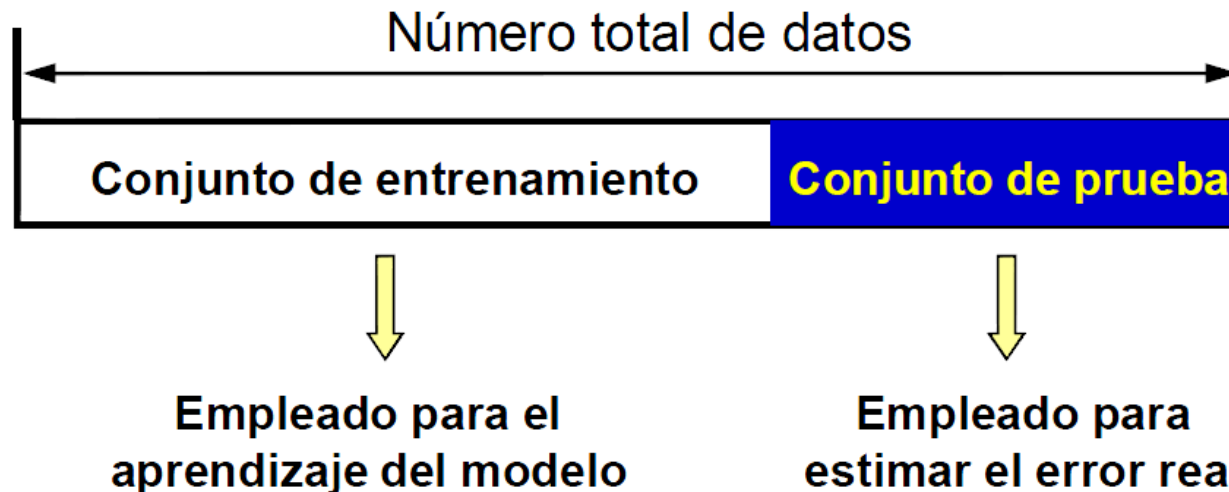 Número total de datos
Conjunto de entrenamiento
Conjunto de prueba
Empleado para el
aprendizaje del modelo
Empleado para
estimar el error rea